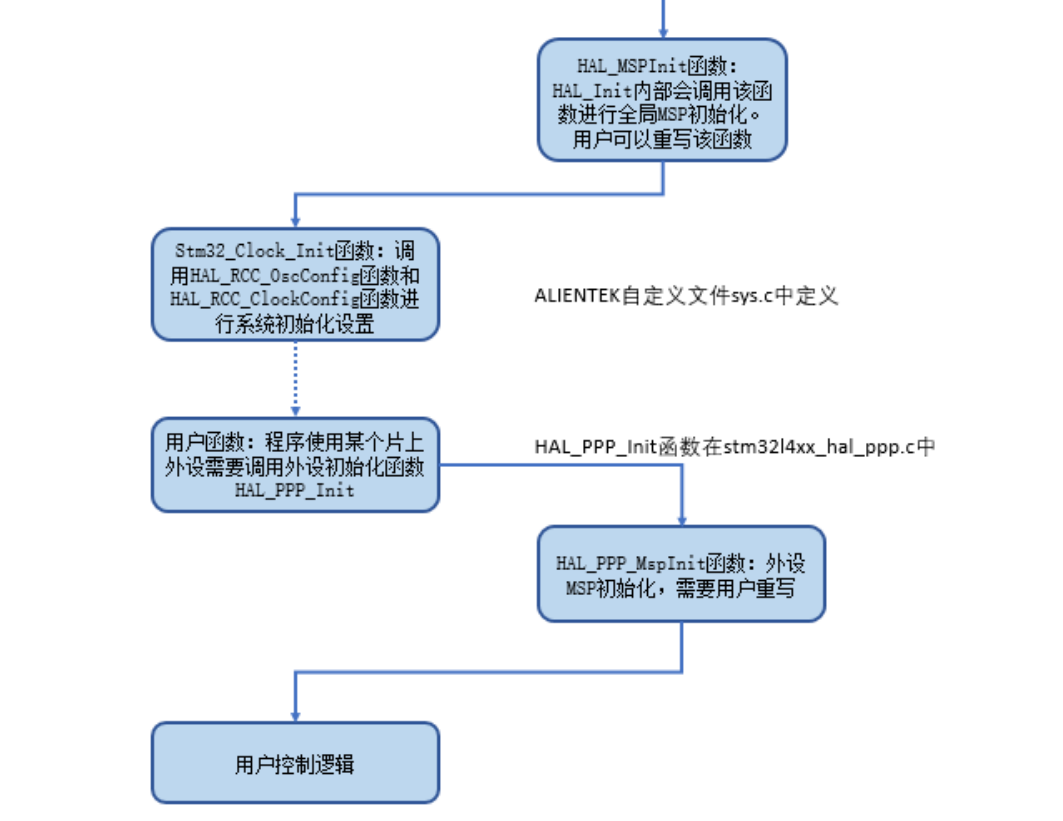 HAL_MSPInit函数：
HAL_Init内部会调用该函
数进行全局MSP初始化。
用户可以重写该函数
Stm32_Clock_Init函数：调
用HAL_RCC_OscConfig函数和
HAL_RCC_ClockConfig函数进
行系统初始化设置
ALIENTEK自定义文件sys.c中定义
用户函数：程序使用某个片上
外设需要调用外设初始化函数
HAL_PPP_Init
HAL_PPP_Init函数在stm32l4xx_hal_ppp.c中
HAL_PPP_MspInit函数：外设
MSP初始化，需要用户重写
用户控制逻辑